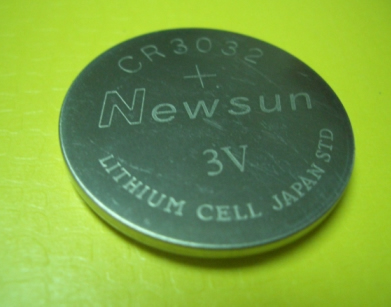 CR3032
+
Newsun
3V
LITHIUM CELL JAPAN STD